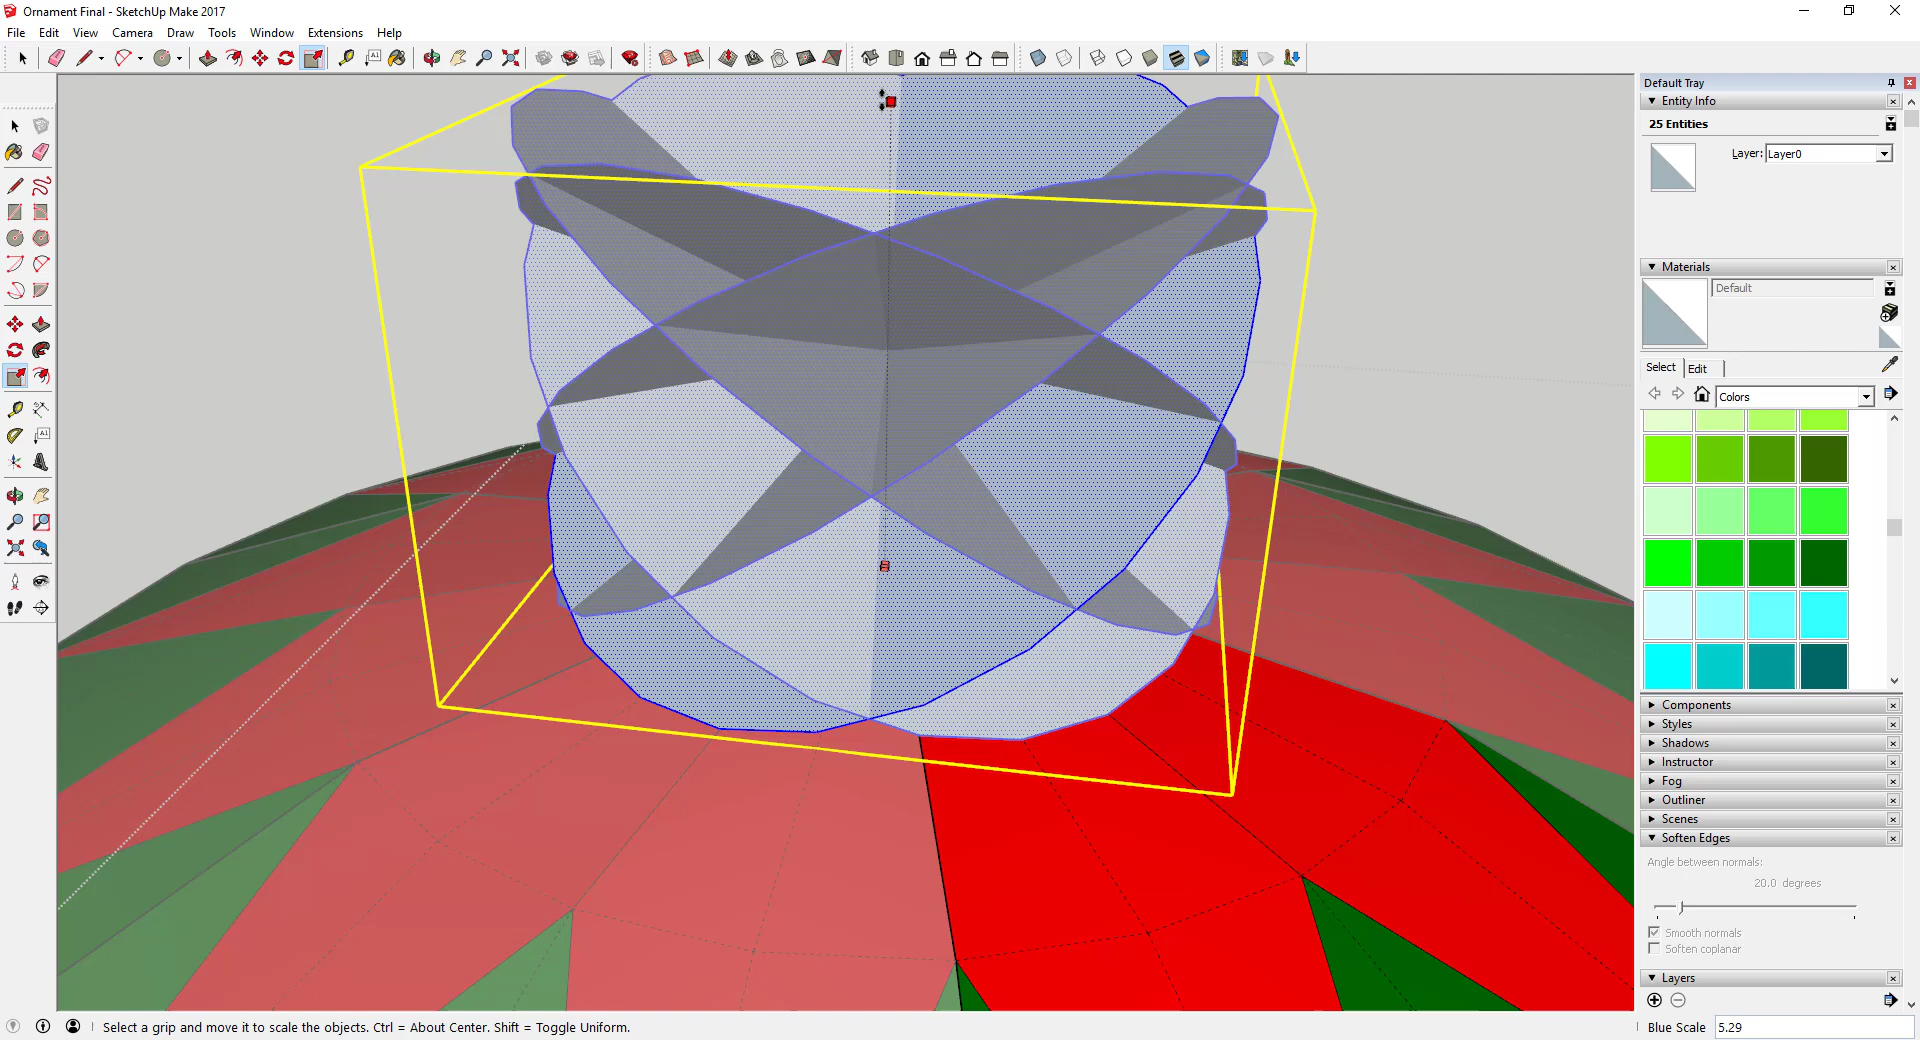 Ornament Final - SketchUp Make 2017
File Edit View Camera Draw Tools Window Extensions Help
A1
Default Tray
Entity Info
25 Entities
Layer: Layer0
Materials
Default
Select Edit
Colors
A1
Components
Styles
Shadows
Instructor
Fog
Outliner
Scenes
Soften Edges
Angle between normals:
20.0 degrees
Smooth normals
Soften coplanar
Layers
Select a grip and move it to scale the objects. Ctrl = About Center. Shift = Toggle Uniform.
Blue Scale 5.29